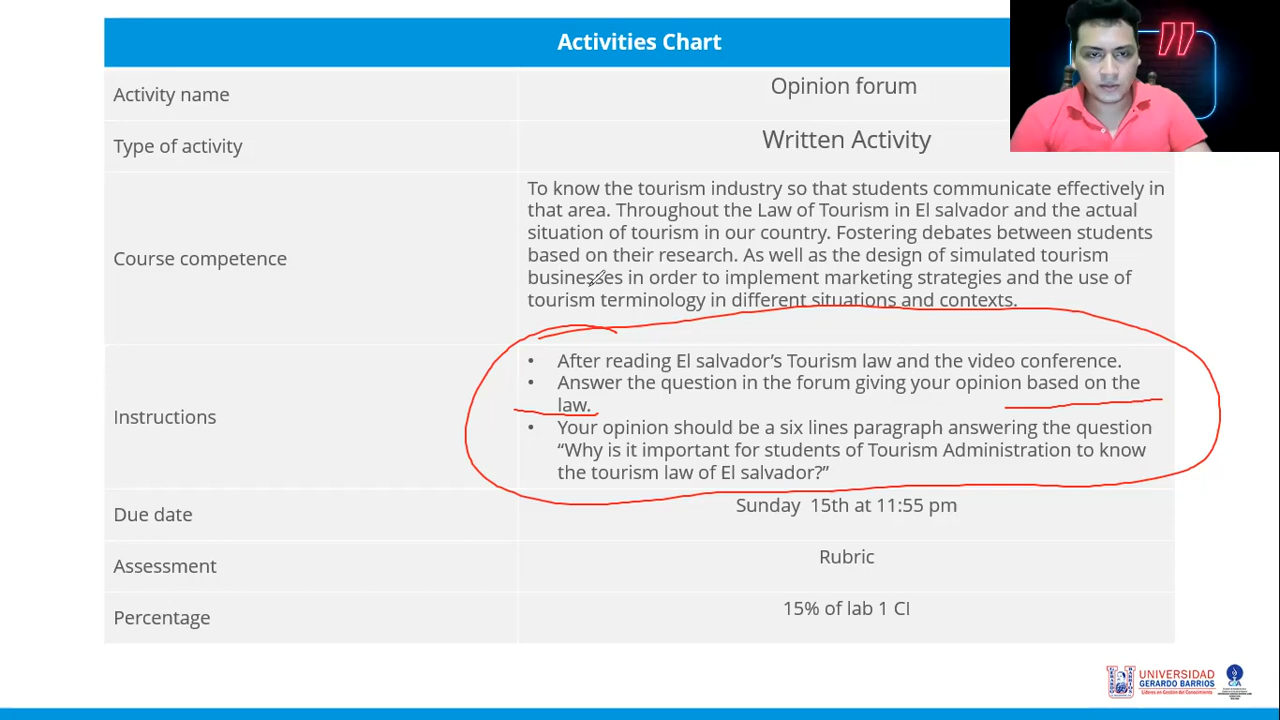 Activities Chart
Activity name
Opinion forum
Type of activity
Written Activity
Course competence
To know the tourism industry so that students communicate effectively in
that area. Throughout the Law of Tourism in El salvador and the actual
situation of tourism in our country. Fostering debates between students
based on their research. As well as the design of simulated tourism
businesses in order to implement marketing strategies and the use of
tourism terminology in different situations and contexts.
Instructions
• After reading El salvador’s Tourism law and the video conference.
• Answer the question in the forum giving your opinion based on the
law.
• Your opinion should be a six lines paragraph answering the question
“Why is it important for students of Tourism Administration to know
the tourism law of El salvador?”
Due date
Sunday 15th at 11:55 pm
Assessment
Rubric
Percentage
15% of lab 1 CI
UNIVERSIDAD
GERARDO BARRIOS
Líderes en Gestión del Conocimiento